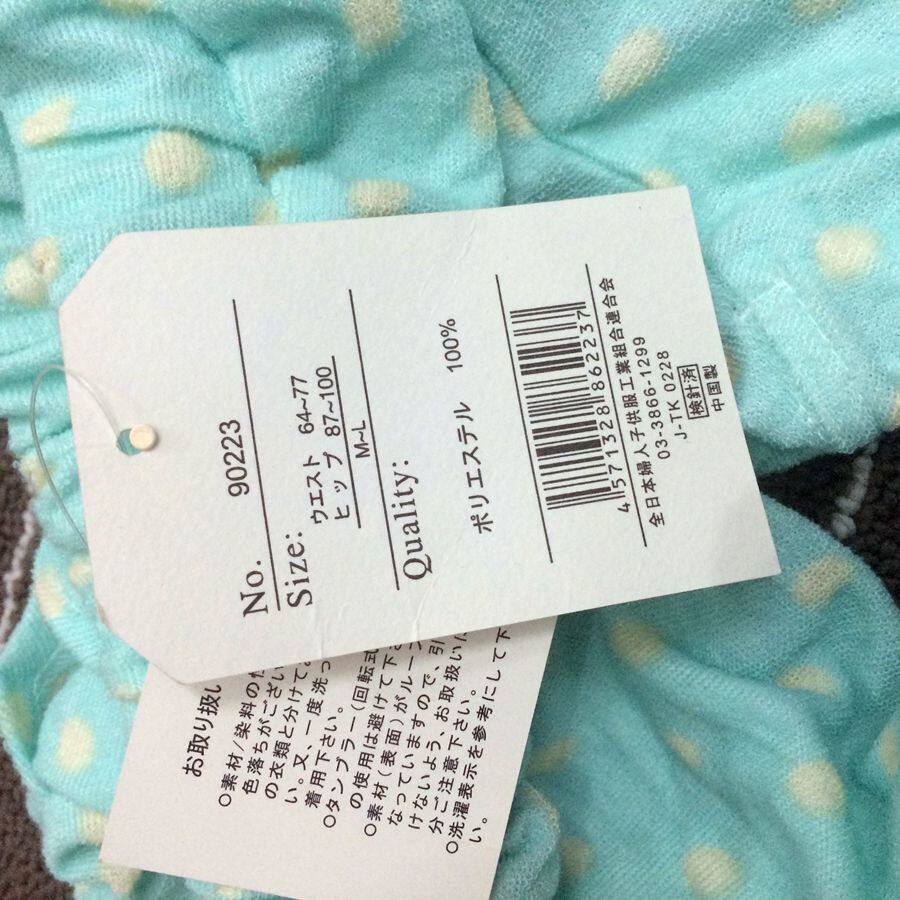 No. 90223
Size: ウエスト 64~77
ヒップ 87~100
M~L
Quality:
ポリエステル 100%
4 571328 862237
全日本婦人子供服工業組合連合会
03-3866-1299
J-TK 0228
検針済
中国製
お取り扱い
○素材/染料の
色落ちがござい
の衣類と分けて
い。又、一度洗っ
着用下さい。
○タンブラー(回転式
の使用は避けて下さ
○素材(表面)がルーン
なっていますので、引
けないよう、お取扱い
分ご注意下さい。
○洗濯表示を参考にして下
い。